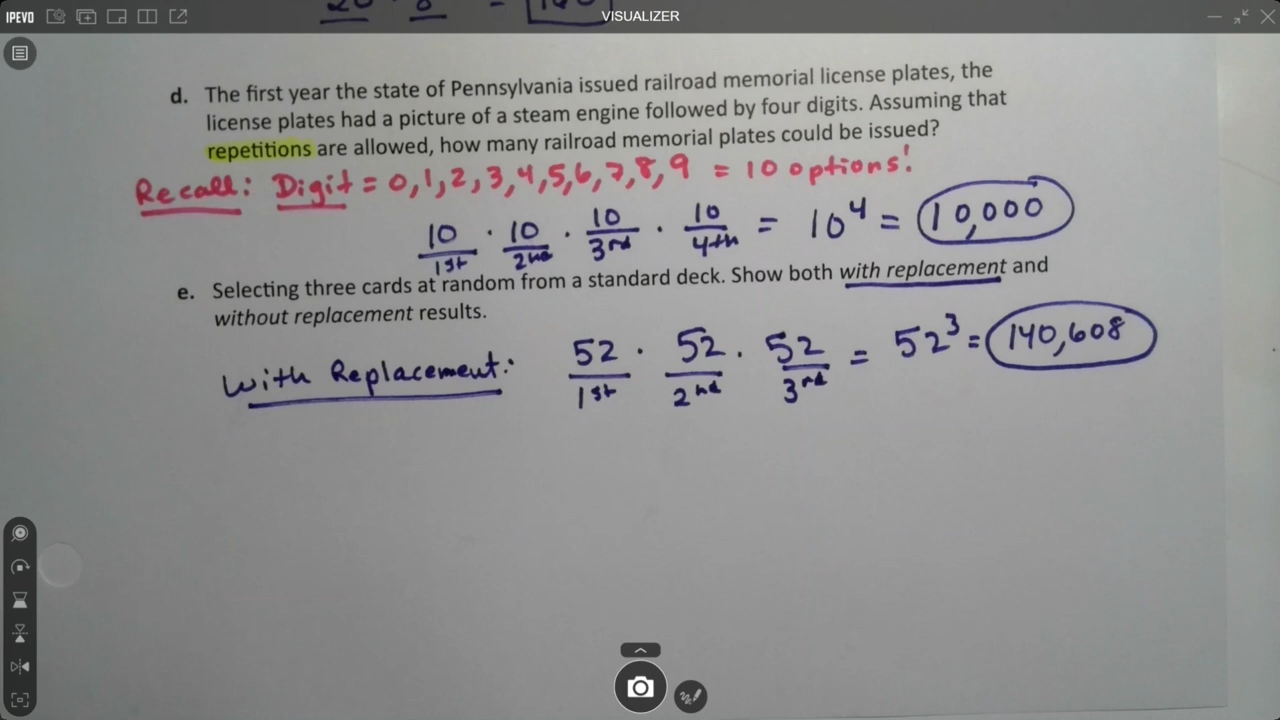 IPEVO
VISUALIZER
d. The first year the state of Pennsylvania issued railroad memorial license plates, the
license plates had a picture of a steam engine followed by four digits. Assuming that
repetitions are allowed, how many railroad memorial plates could be issued?
Recall: Digit = 0,1,2,3,4,5,6,7,8,9 = 10 options!
10 · 10 · 10 · 10 = 10⁴ = 10,000
1st 2nd 3rd 4th
e. Selecting three cards at random from a standard deck. Show both with replacement and
without replacement results.
With Replacement: 52 · 52 · 52 = 52³ = 140,608
1st 2nd 3rd